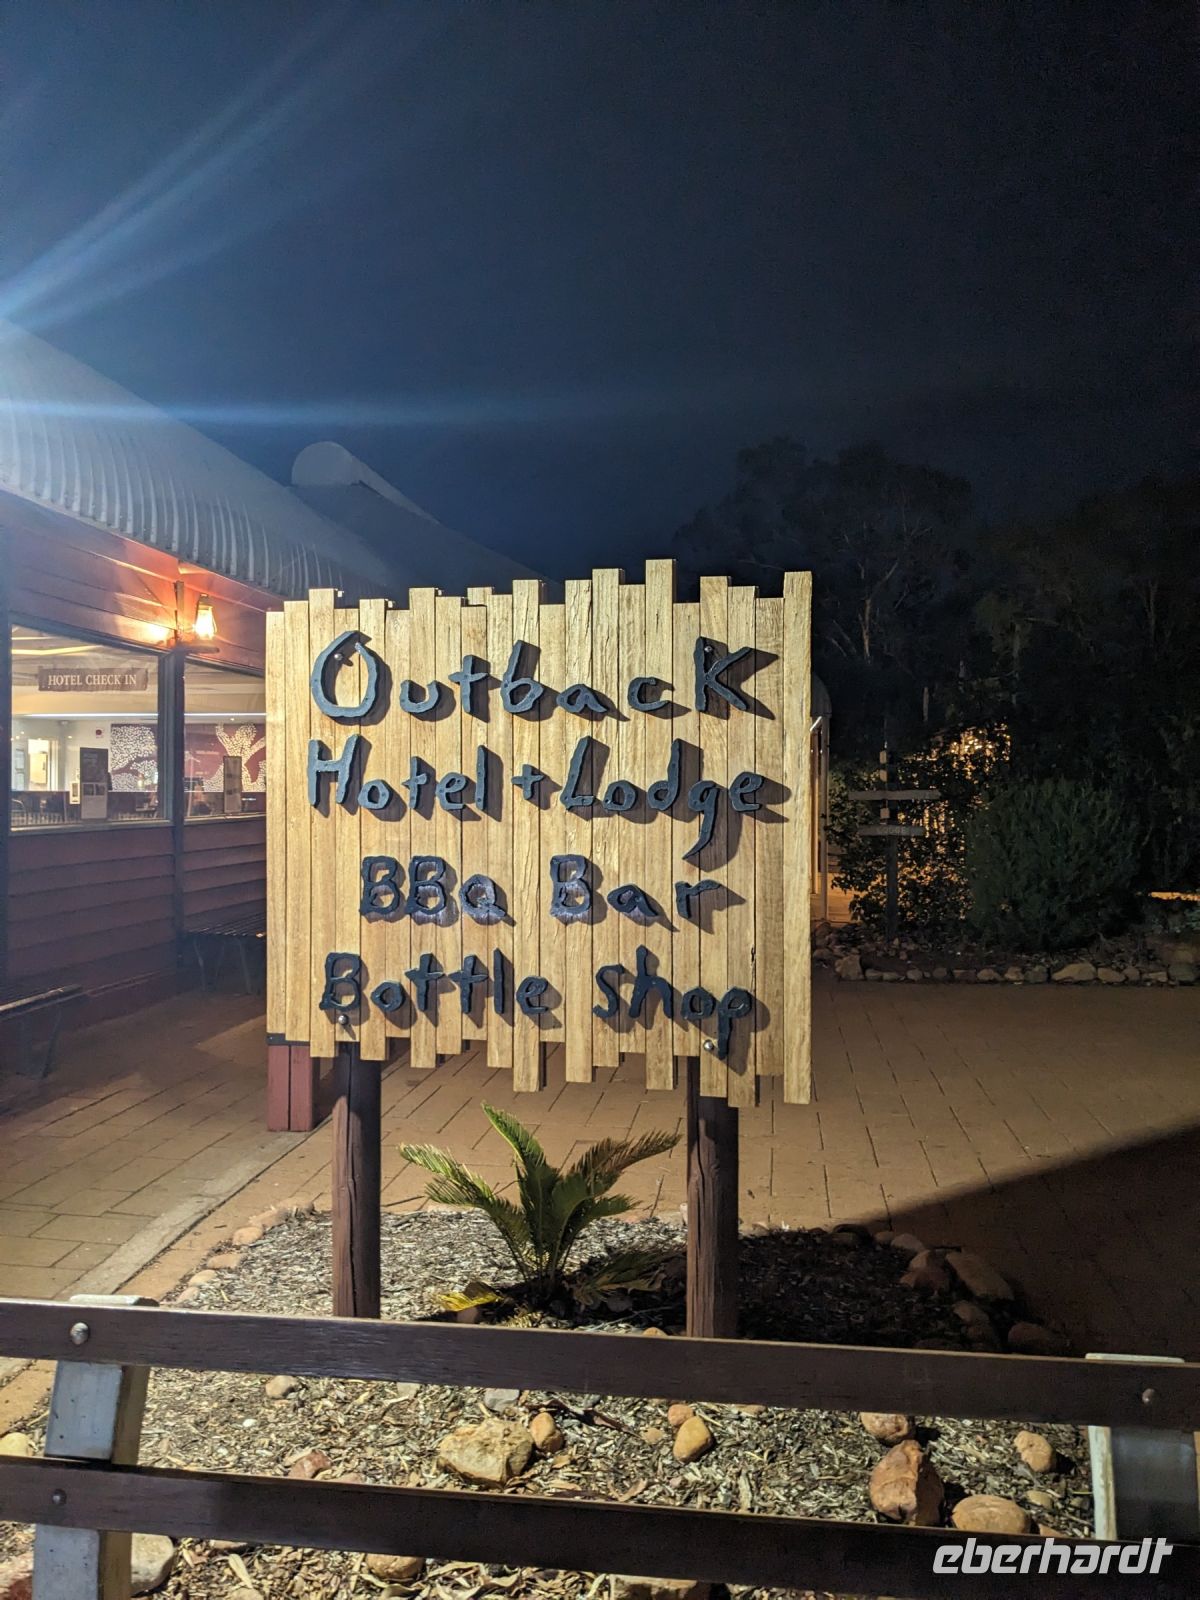 HOTEL CHECK IN
Outback
Hotel + Lodge
BBQ Bar
Bottle shop
eberhardt